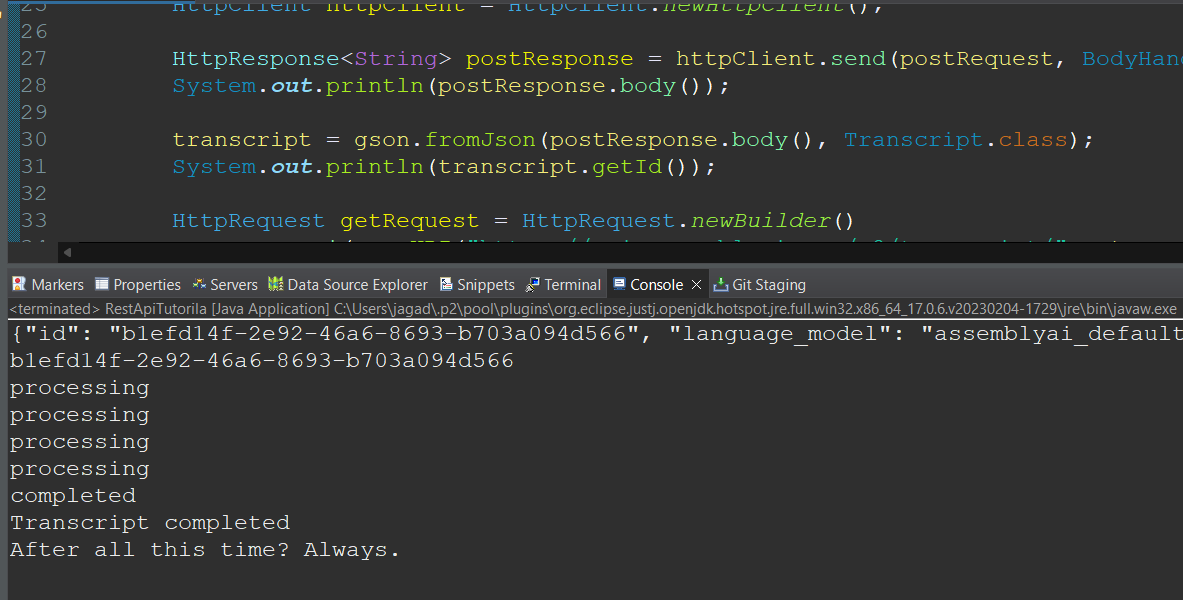 25 HttpClient httpClient = HttpClient.newHttpClient();
26
27 HttpResponse<String> postResponse = httpClient.send(postRequest, BodyHan
28 System.out.println(postResponse.body());
29
30 transcript = gson.fromJson(postResponse.body(), Transcript.class);
31 System.out.println(transcript.getId());
32
33 HttpRequest getRequest = HttpRequest.newBuilder()
Markers Properties Servers Data Source Explorer Snippets Terminal Console Git Staging
<terminated> RestApiTutorila [Java Application] C:\Users\jagad\.p2\pool\plugins\org.eclipse.justj.openjdk.hotspot.jre.full.win32.x86_64_17.0.6.v20230204-1729\jre\bin\javaw.exe
{"id": "b1efd14f-2e92-46a6-8693-b703a094d566", "language_model": "assemblyai_default
b1efd14f-2e92-46a6-8693-b703a094d566
processing
processing
processing
processing
completed
Transcript completed
After all this time? Always.